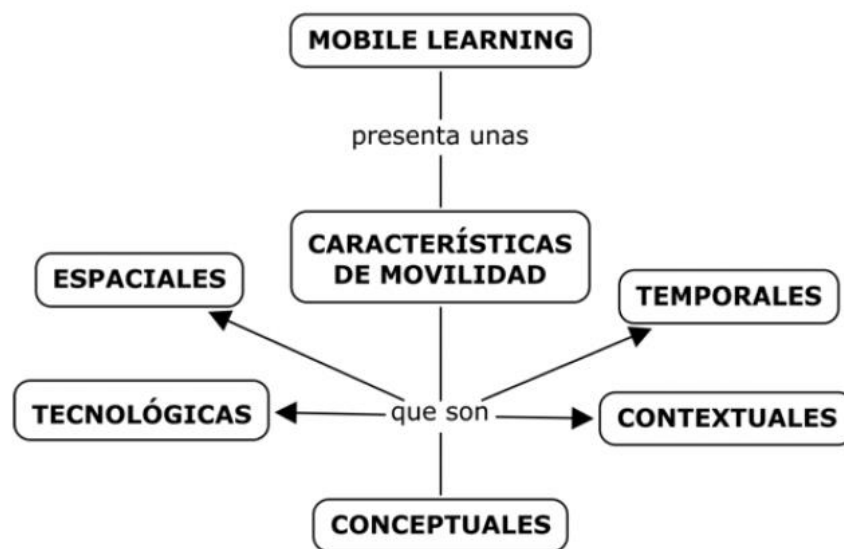 MOBILE LEARNING
presenta unas
CARACTERÍSTICAS
DE MOVILIDAD
ESPACIALES
TEMPORALES
TECNOLÓGICAS
que son
CONTEXTUALES
CONCEPTUALES